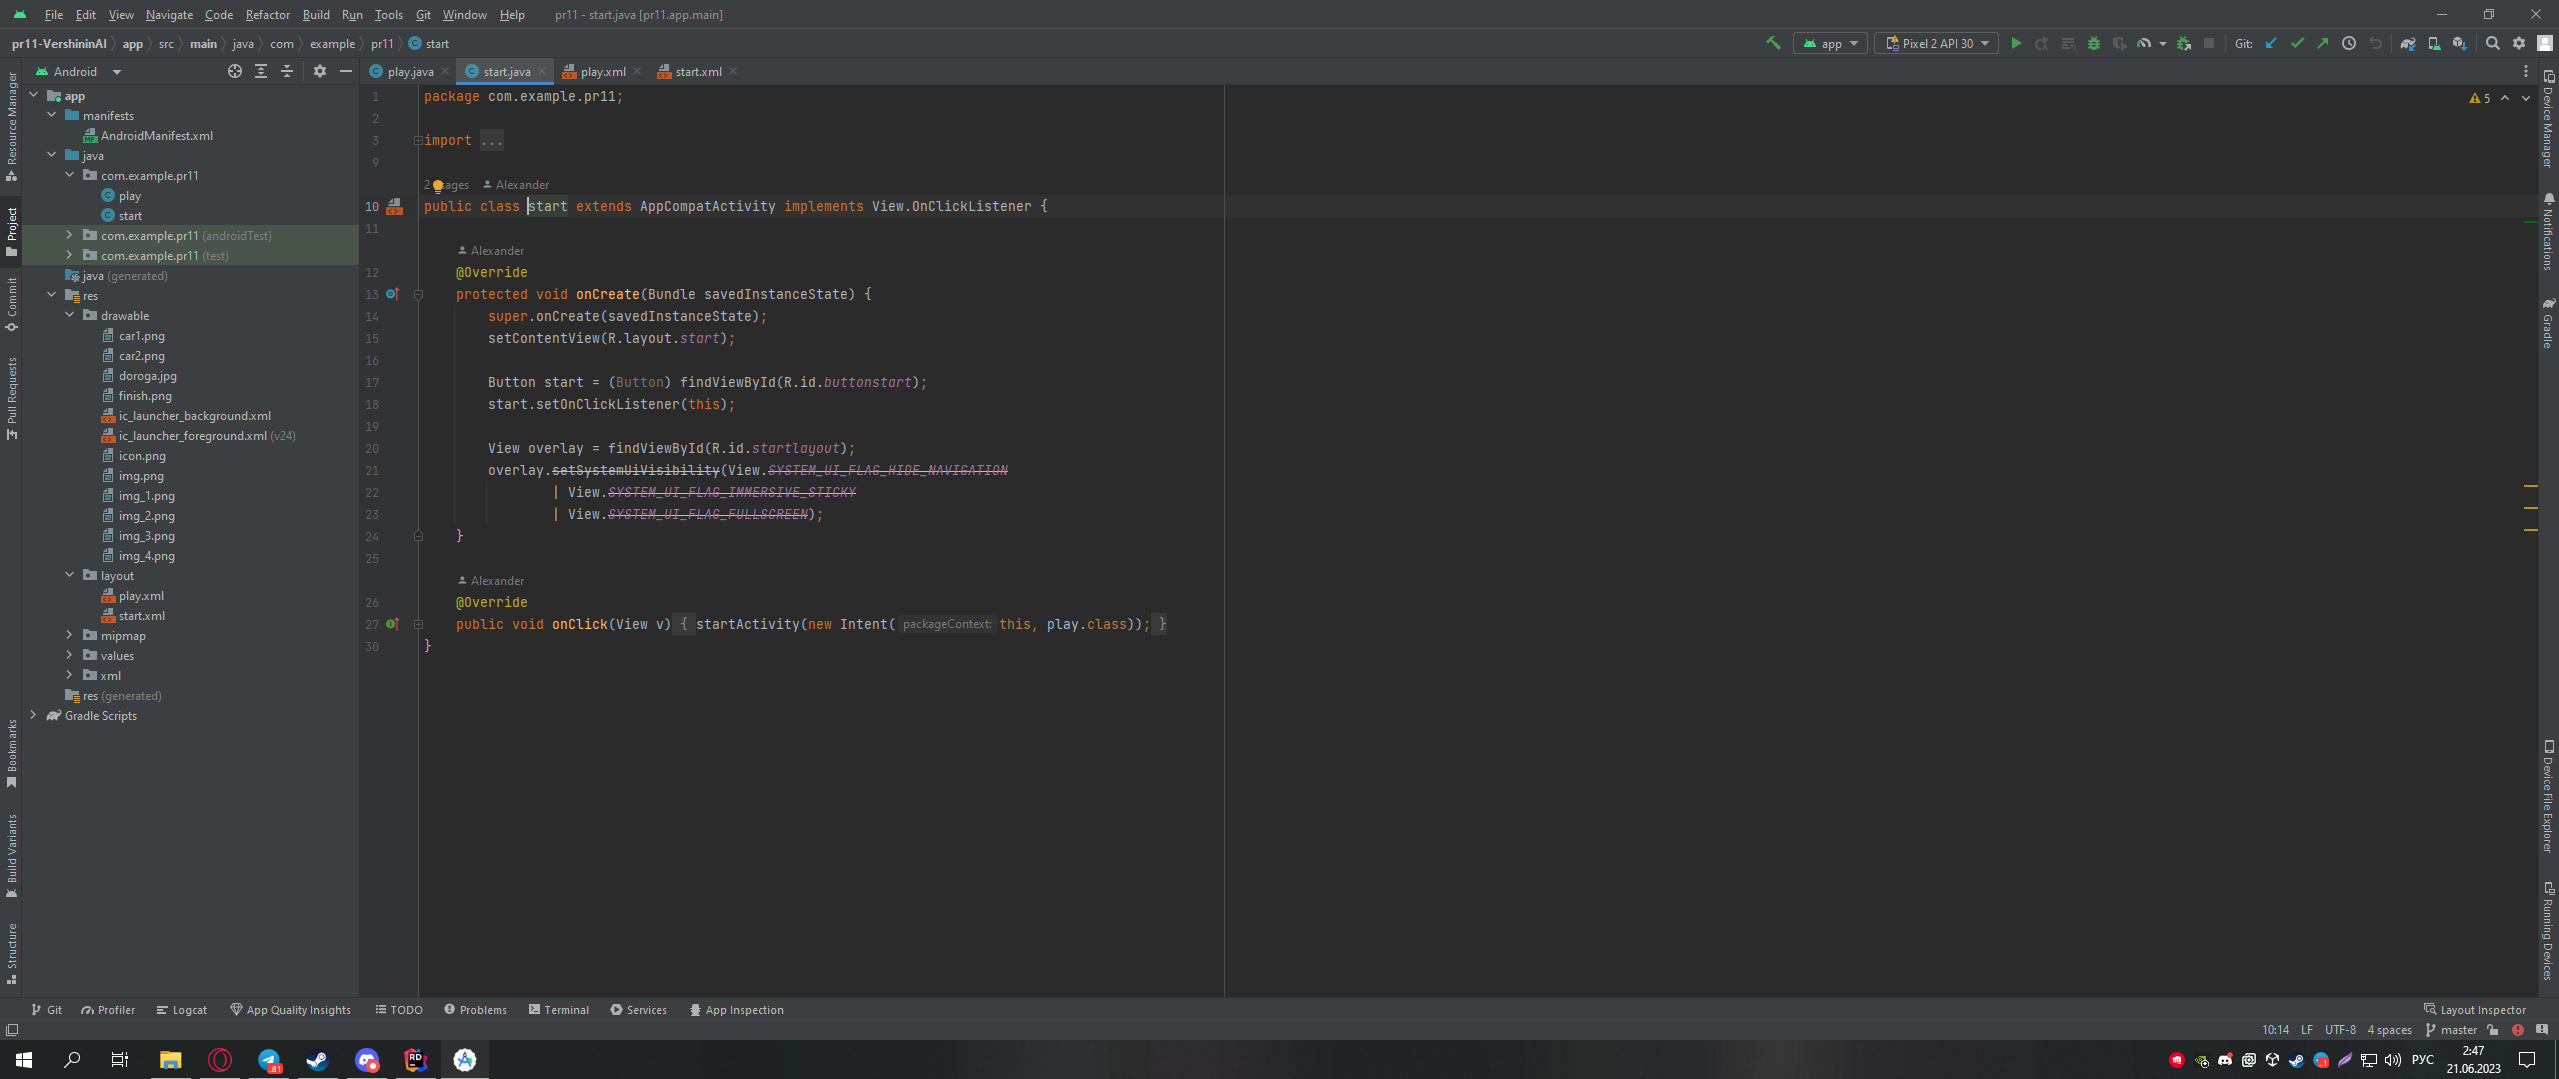 File Edit View Navigate Code Refactor Build Run Tools Git Window Help pr11 - start.java [pr11.app.main]
pr11-VershininAI app src main java com example pr11 start app Pixel 2 API 30 Git:
Android play.java start.java play.xml start.xml
app
manifests
AndroidManifest.xml
java
com.example.pr11
play
start
com.example.pr11 (androidTest)
com.example.pr11 (test)
java (generated)
res
drawable
car1.png
car2.png
doroga.jpg
finish.png
ic_launcher_background.xml
ic_launcher_foreground.xml (v24)
icon.png
img.png
img_1.png
img_2.png
img_3.png
img_4.png
layout
play.xml
start.xml
mipmap
values
xml
res (generated)
Gradle Scripts
Resource Manager
Project
Commit
Pull Requests
Bookmarks
Build Variants
Structure
1 package com.example.pr11;
2
3 import ...
9
2 Alexander
10 public class start extends AppCompatActivity implements View.OnClickListener {
11
Alexander
12 @Override
13 protected void onCreate(Bundle savedInstanceState) {
14 super.onCreate(savedInstanceState);
15 setContentView(R.layout.start);
16
17 Button start = (Button) findViewById(R.id.buttonstart);
18 start.setOnClickListener(this);
19
20 View overlay = findViewById(R.id.startlayout);
21 overlay.setSystemUiVisibility(View.SYSTEM_UI_FLAG_HIDE_NAVIGATION
22 | View.SYSTEM_UI_FLAG_IMMERSIVE_STICKY
23 | View.SYSTEM_UI_FLAG_FULLSCREEN);
24 }
25
Alexander
26 @Override
27 public void onClick(View v) { startActivity(new Intent( packageContext: this, play.class)); }
30 }
5
Device Manager
Notifications
Gradle
Device File Explorer
Running Devices
Git Profiler Logcat App Quality Insights TODO Problems Terminal Services App Inspection Layout Inspector
10:14 LF UTF-8 4 spaces master
81 RD РУС 2:47
21.06.2023